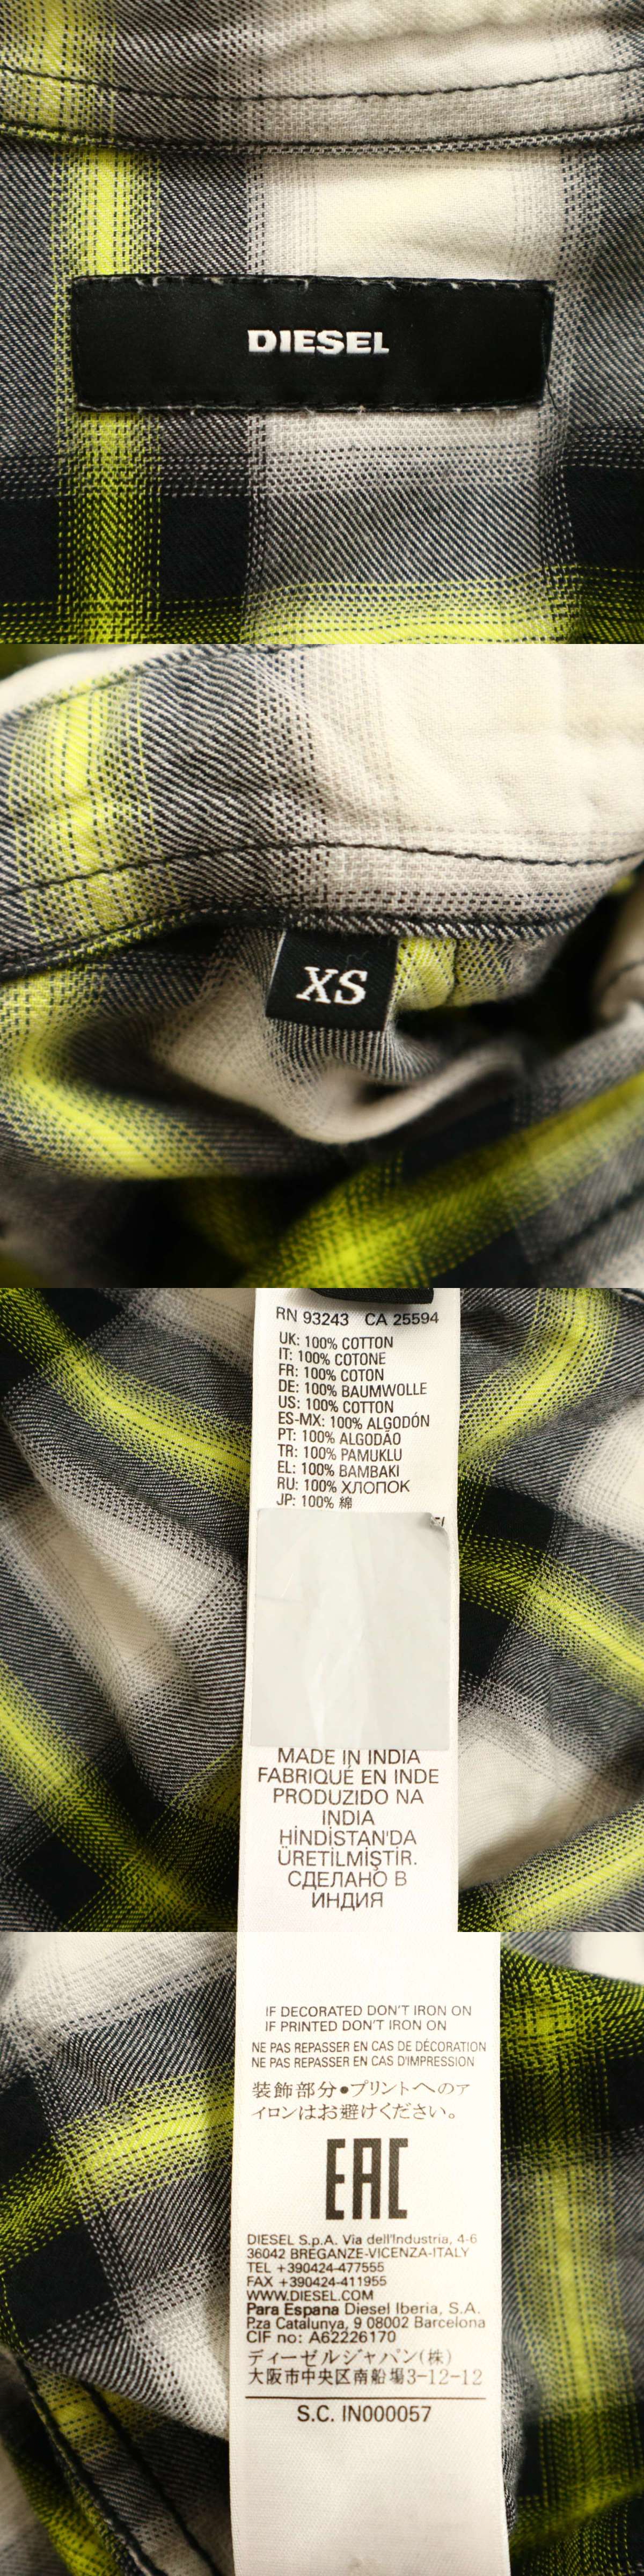 DIESEL
XS
RN 93243 CA 25594
UK: 100% COTTON
IT: 100% COTONE
FR: 100% COTON
DE: 100% BAUMWOLLE
US: 100% COTTON
ES-MX: 100% ALGODÓN
PT: 100% ALGODÃO
TR: 100% PAMUKLU
EL: 100% BAMBAKI
RU: 100% ХЛОПОК
JP: 100% 綿
MADE IN INDIA
FABRIQUÉ EN INDE
PRODUZIDO NA
INDIA
HİNDİSTAN'DA
ÜRETİLMİŞTİR.
СДЕЛАНО В
ИНДИЯ
IF DECORATED DON'T IRON ON
IF PRINTED DON'T IRON ON
NE PAS REPASSER EN CAS DE DÉCORATION
NE PAS REPASSER EN CAS D'IMPRESSION
装飾部分●プリントへのア
イロンはお避けください。
EAC
DIESEL S.p.A. Via dell'Industria, 4-6
36042 BREGANZE-VICENZA-ITALY
TEL +390424-477555
FAX +390424-411955
WWW.DIESEL.COM
Para Espana Diesel Iberia, S.A.
P.za Catalunya, 9 08002 Barcelona
CIF no: A62226170
ディーゼルジャパン(株)
大阪市中央区南船場3-12-12
S.C. IN000057